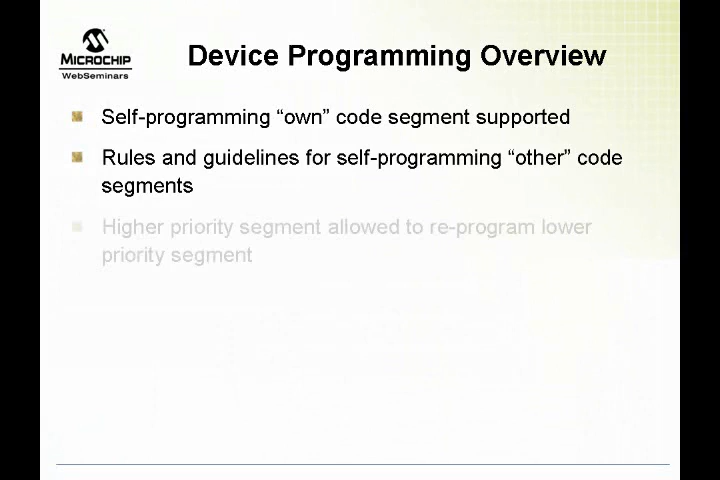 MICROCHIP
WebSeminars
Device Programming Overview
Self-programming “own” code segment supported
Rules and guidelines for self-programming “other” code
segments
Higher priority segment allowed to re-program lower
priority segment